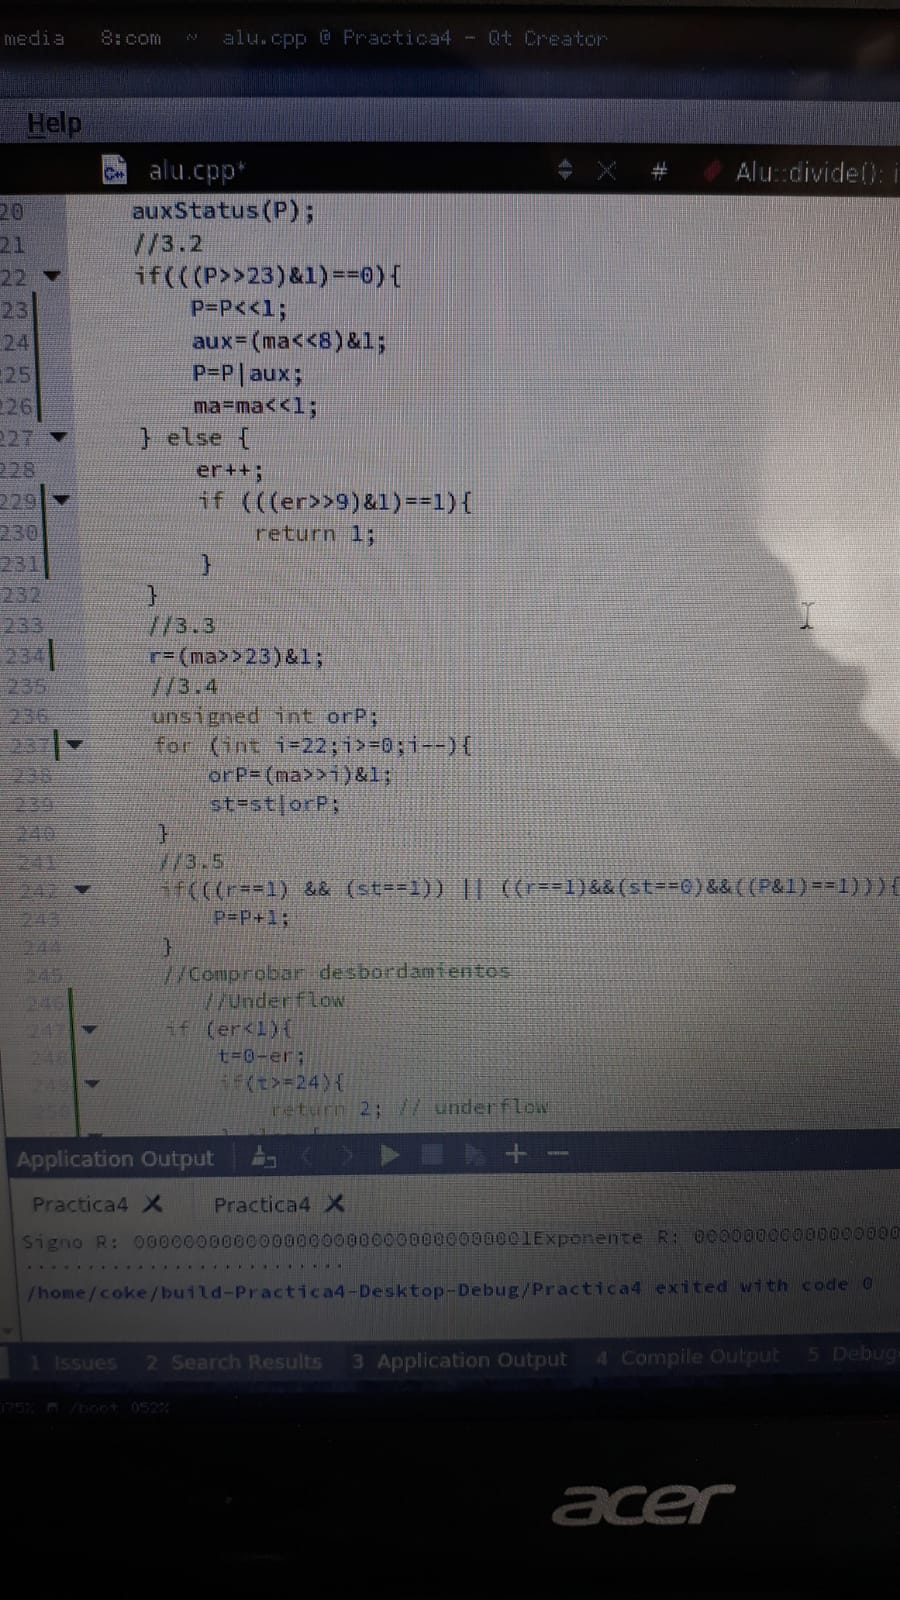 media 8:com ~ alu.cpp @ Practica4 - Qt Creator
Help
alu.cpp* # Alu::divide(): i
20 auxStatus(P);
21 //3.2
22 if(((P>>23)&1)==0){
23 P=P<<1;
24 aux=(ma<<8)&1;
225 P=P|aux;
226 ma=ma<<1;
227 } else {
228 er++;
229 if (((er>>9)&1)==1){
230 return 1;
231 }
232 }
233 //3.3
234 r=(ma>>23)&1;
235 //3.4
236 unsigned int orP;
237 for (int i=22;i>=0;i--){
238 orP=(ma>>i)&1;
239 st=st|orP;
240 }
241 //3.5
242 if(((r==1) && (st==1)) || ((r==1)&&(st==0)&&((P&1)==1))){
243 P=P+1;
244 }
245 //Comprobar desbordamientos
246 //Underflow
247 if (er<1){
248 t=0-er;
if(t>=24){
return 2; // underflow
Application Output
Practica4 Practica4
Signo R: 00000000000000000000000000000001Exponente R: 0000000000000000
..........................
/home/coke/build-Practica4-Desktop-Debug/Practica4 exited with code 0
1 Issues 2 Search Results 3 Application Output 4 Compile Output 5 Debug
/boot 052%
acer